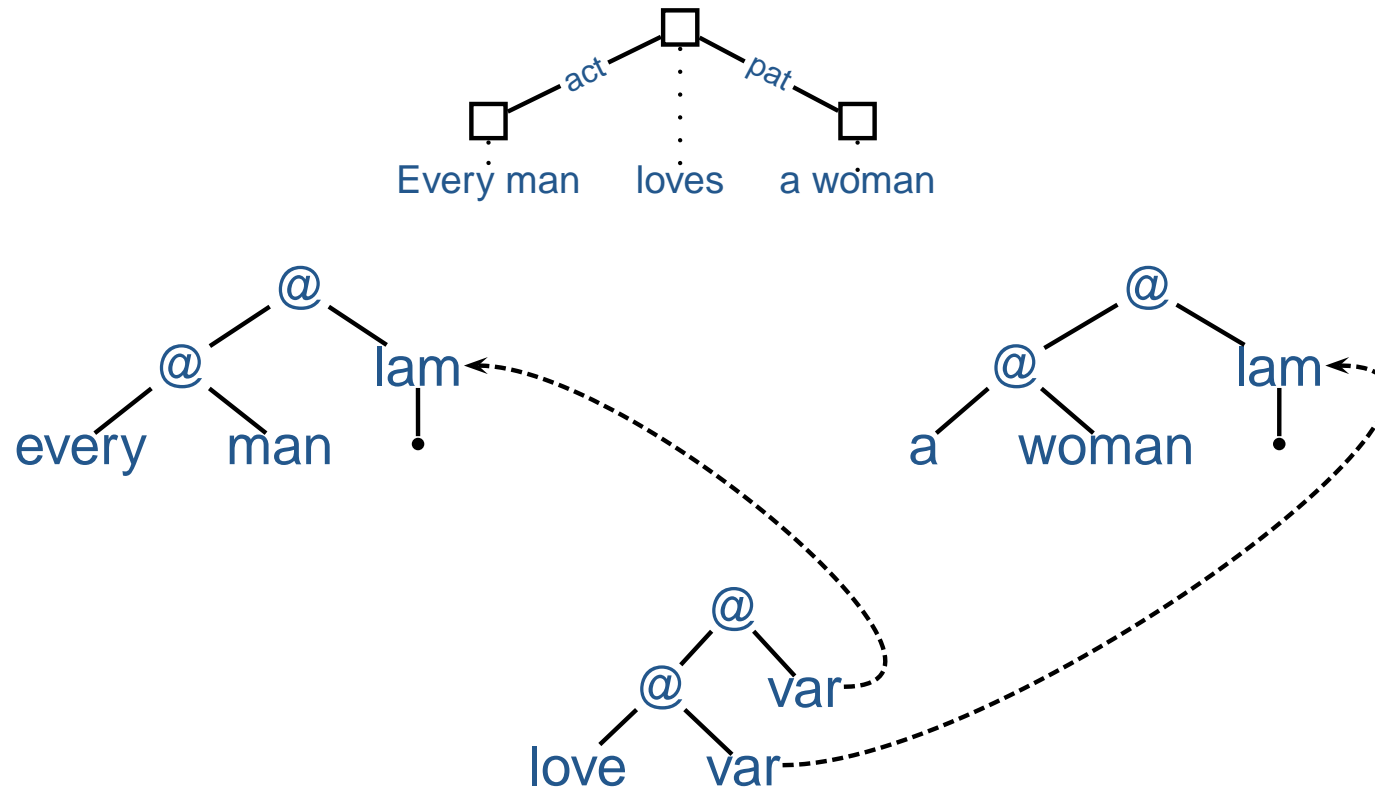 act pat
Every man loves a woman
@ @
@ lam @ lam
every man a woman
@
@ var
love var